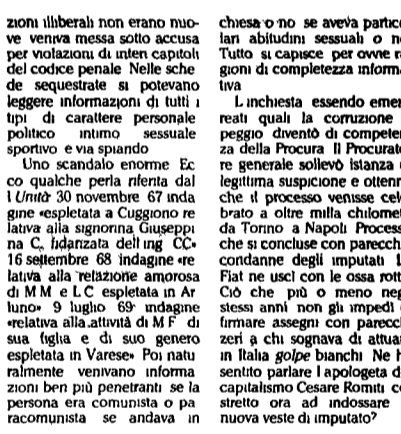 zioni illiberali non erano nuo-
ve veniva messa sotto accusa
per violazioni di interi capitoli
del codice penale Nelle sche
de sequestrate si potevano
leggere informazioni di tutti i
tipi di carattere personale
politico intimo sessuale
sportivo e via spiando
Uno scandalo enorme Ec
co qualche perla riferita dal
l Unità 30 novembre 67 inda
gine «espletata a Cuggiono re
lativa alla signorina Giuseppi
na C, fidanzata dell ing CC»
16 settembre 68 indagine «re
lativa alla relazione amorosa
di M M e L C espletata in Ar
luno» 9 luglio 69 indagine
«relativa alla attività di M F di
sua figlia e di suo genero
espletata in Varese» Poi natu
ralmente venivano informa
zioni ben più penetranti se la
persona era comunista o pa
racomunista se andava in
chiesa o no se aveva partico
lari abitudini sessuali o n
Tutto si capisce per ovvie ra
gioni di completezza informa
tiva
L inchiesta essendo emer
reati quali la corruzione
peggio diventò di competen
za della Procura Il Procurato
re generale sollevò istanza
legittima suspicione e ottenn
che il processo venisse cele
brato a oltre mille chilomet
da Torino a Napoli Process
che si concluse con parecch
condanne degli imputati L
Fiat ne uscì con le ossa rott
Ciò che più o meno neg
stessi anni non gli impedì
firmare assegni con parecc
zeri a chi sognava di attuar
in Italia golpe bianchi Ne h
sentito parlare l apologeta d
capitalismo Cesare Romiti co
stretto ora ad indossare
nuova veste di imputato?